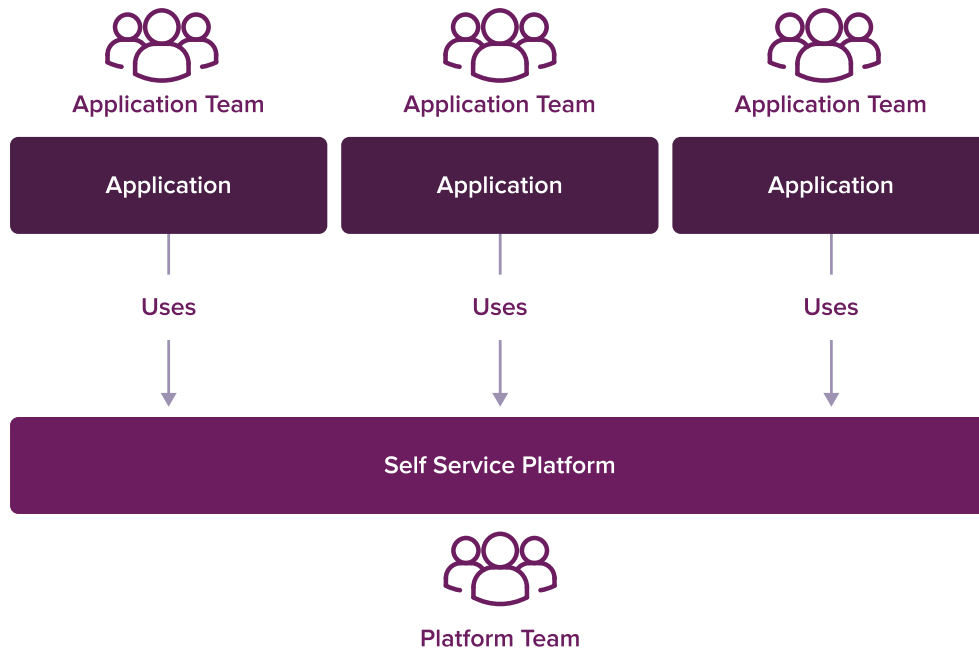 Application Team
Application Team
Application Team
Application
Application
Application
Uses
Uses
Uses
Self Service Platform
Platform Team